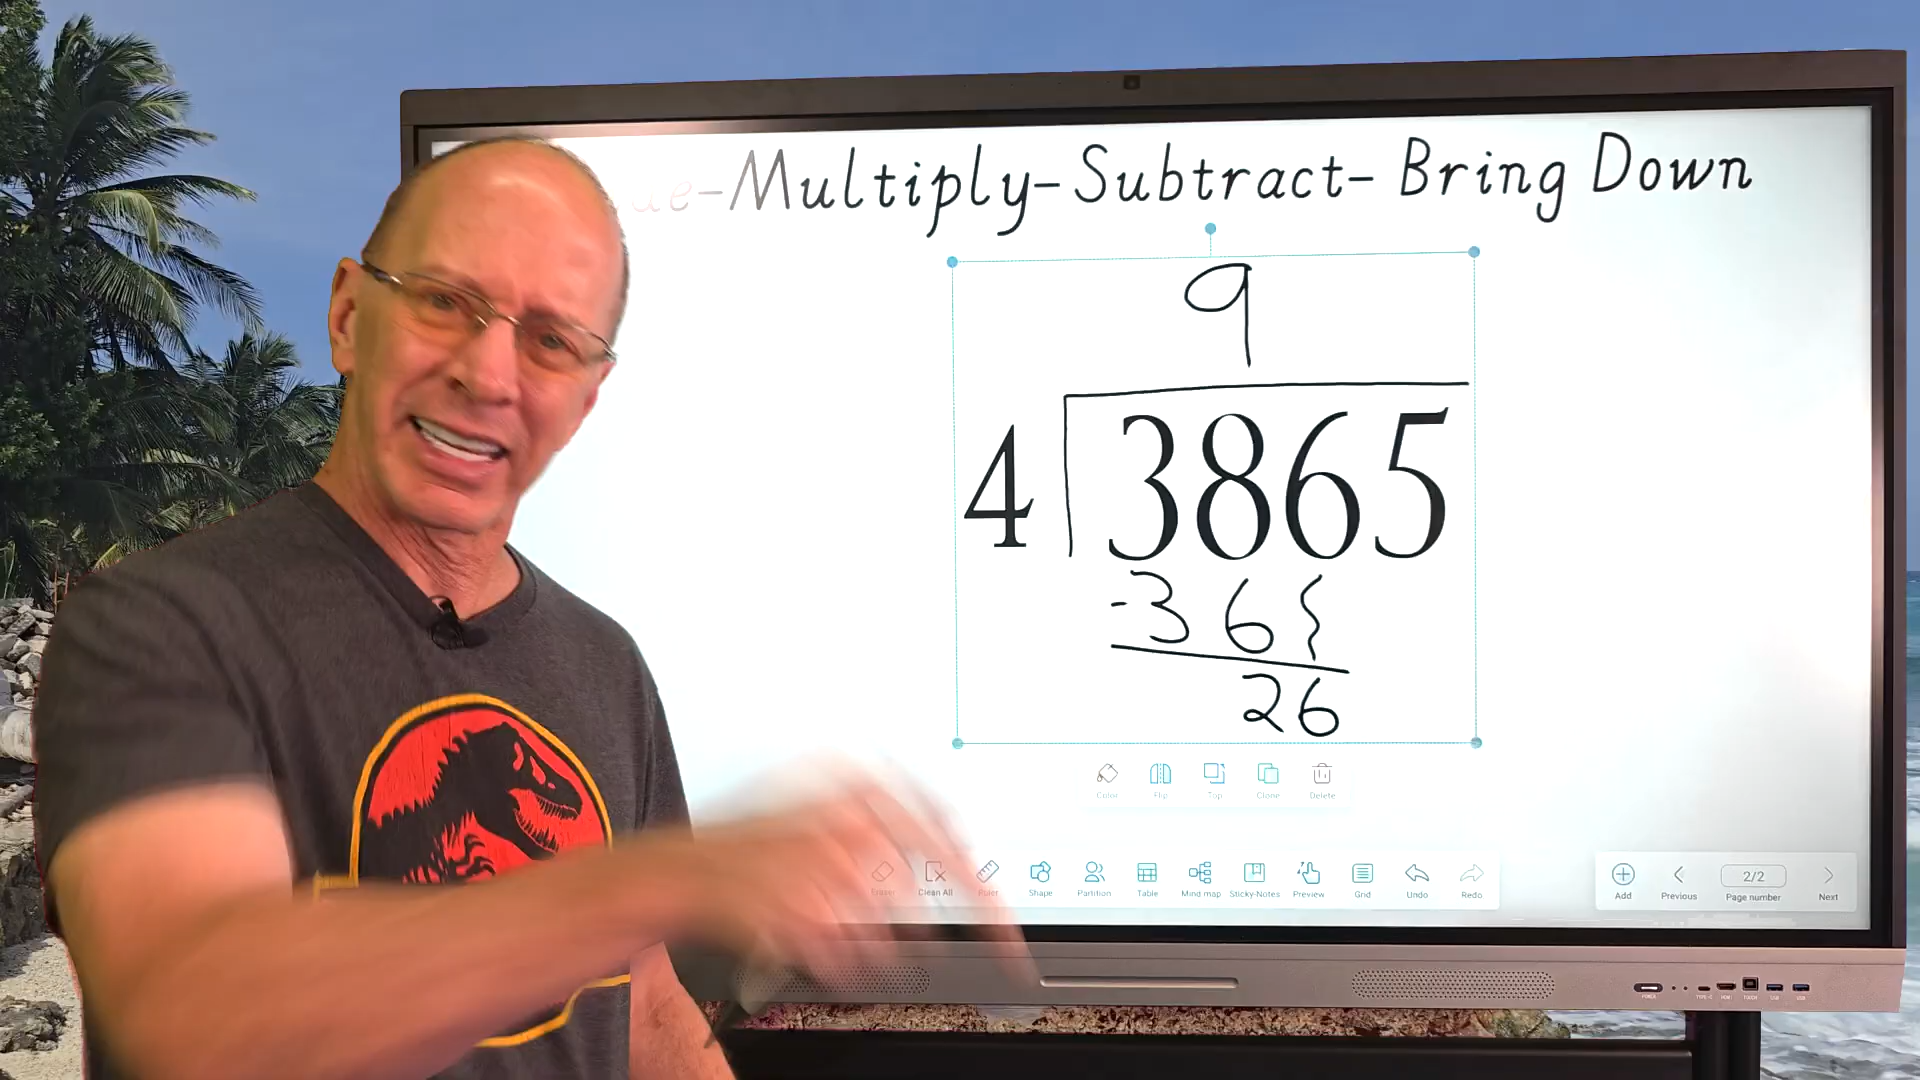 -Multiply-Subtract- Bring Down
9
4 3865
-36
26
Color Flip Top Clone Delete
Eraser Clean All Ruler Shape Partition Table Mind map Sticky-Notes Preview Grid Undo Redo
Add Previous 2/2 Page number Next